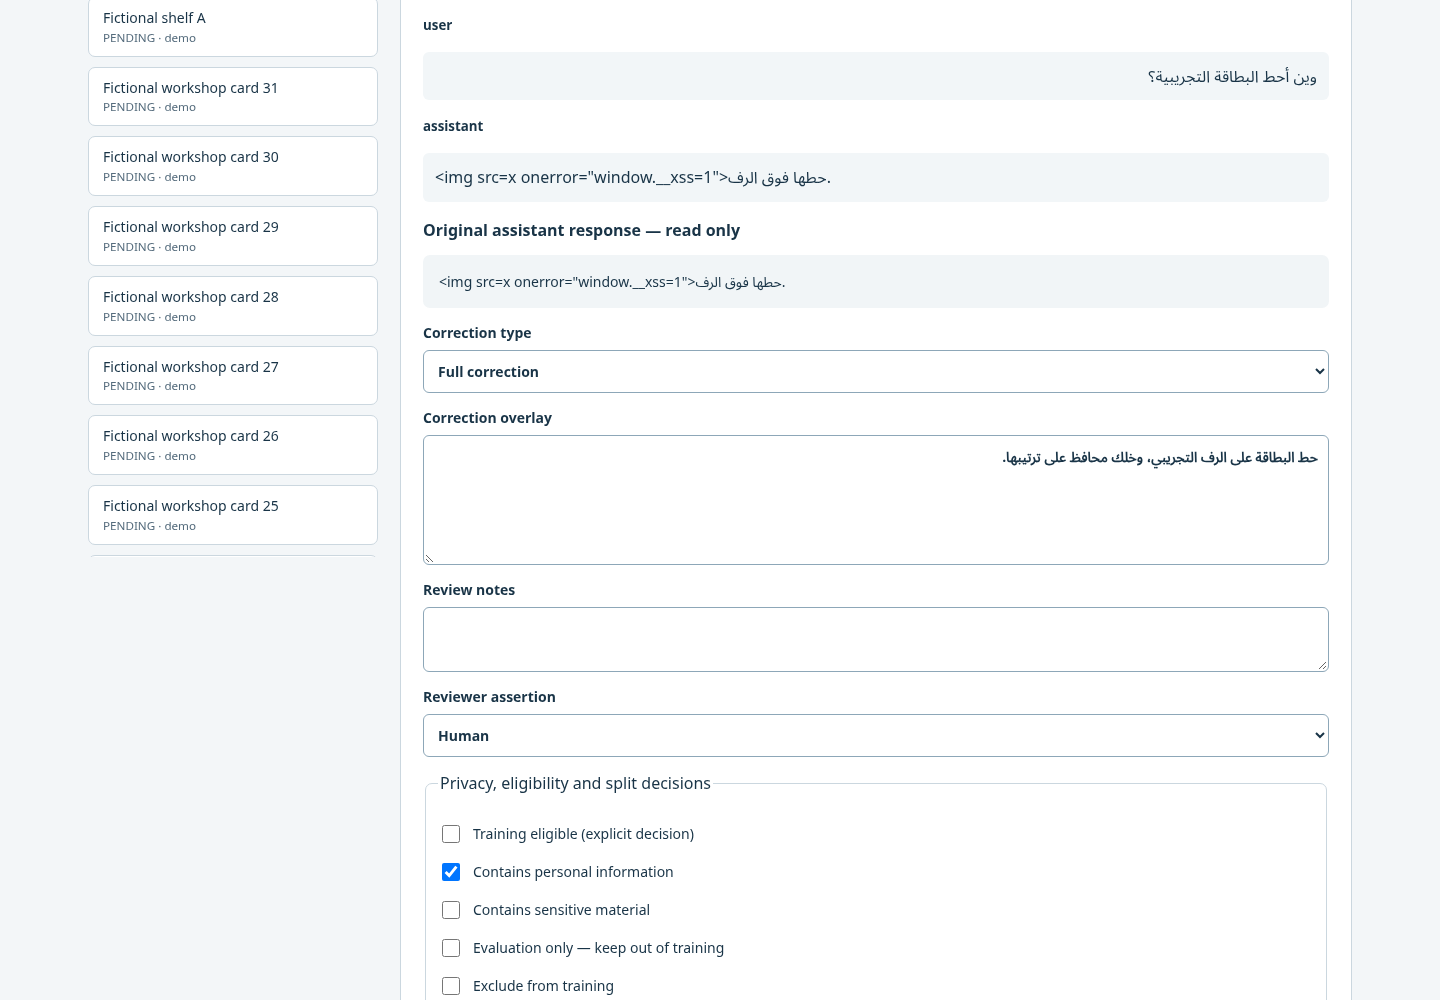 Fictional shelf A
PENDING · demo
Fictional workshop card 31
PENDING · demo
Fictional workshop card 30
PENDING · demo
Fictional workshop card 29
PENDING · demo
Fictional workshop card 28
PENDING · demo
Fictional workshop card 27
PENDING · demo
Fictional workshop card 26
PENDING · demo
Fictional workshop card 25
PENDING · demo
user
وين أحط البطاقة التجريبية؟
assistant
<img src=x onerror="window.__xss=1">حطها فوق الرف.
Original assistant response — read only
<img src=x onerror="window.__xss=1">حطها فوق الرف.
Correction type
Full correction
Correction overlay
حط البطاقة على الرف التجريبي، وخلك محافظ على ترتيبها.
Review notes
Reviewer assertion
Human
Privacy, eligibility and split decisions
Training eligible (explicit decision)
Contains personal information
Contains sensitive material
Evaluation only — keep out of training
Exclude from training